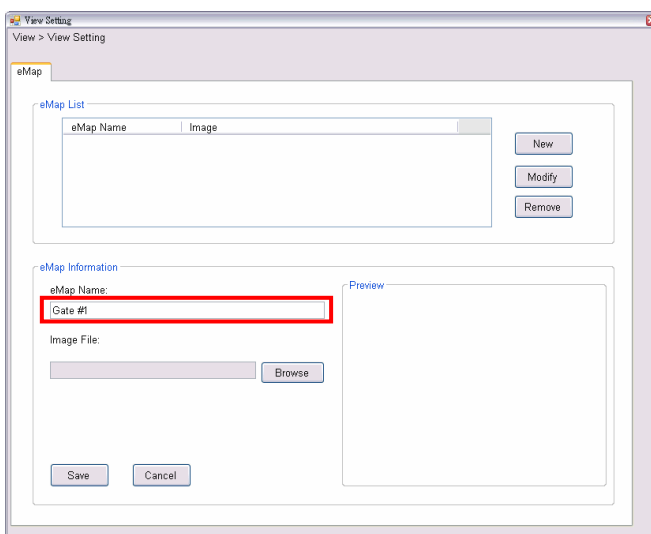 View Setting
View > View Setting
eMap
eMap List
eMap Name Image
New
Modify
Remove
eMap Information
eMap Name:
Gate #1
Preview
Image File:
Browse
Save Cancel